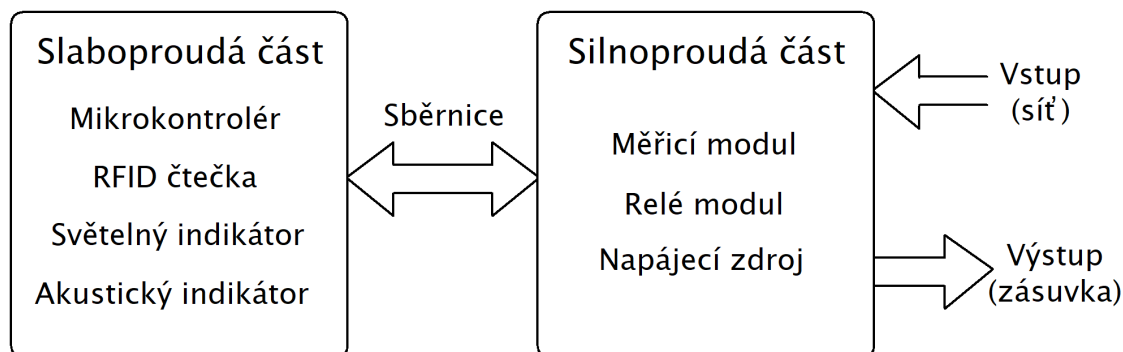 Slaboproudá část
Mikrokontrolér
RFID čtečka
Světelný indikátor
Akustický indikátor
Sběrnice
Silnoproudá část
Měřicí modul
Relé modul
Napájecí zdroj
Vstup
(síť)
Výstup
(zásuvka)